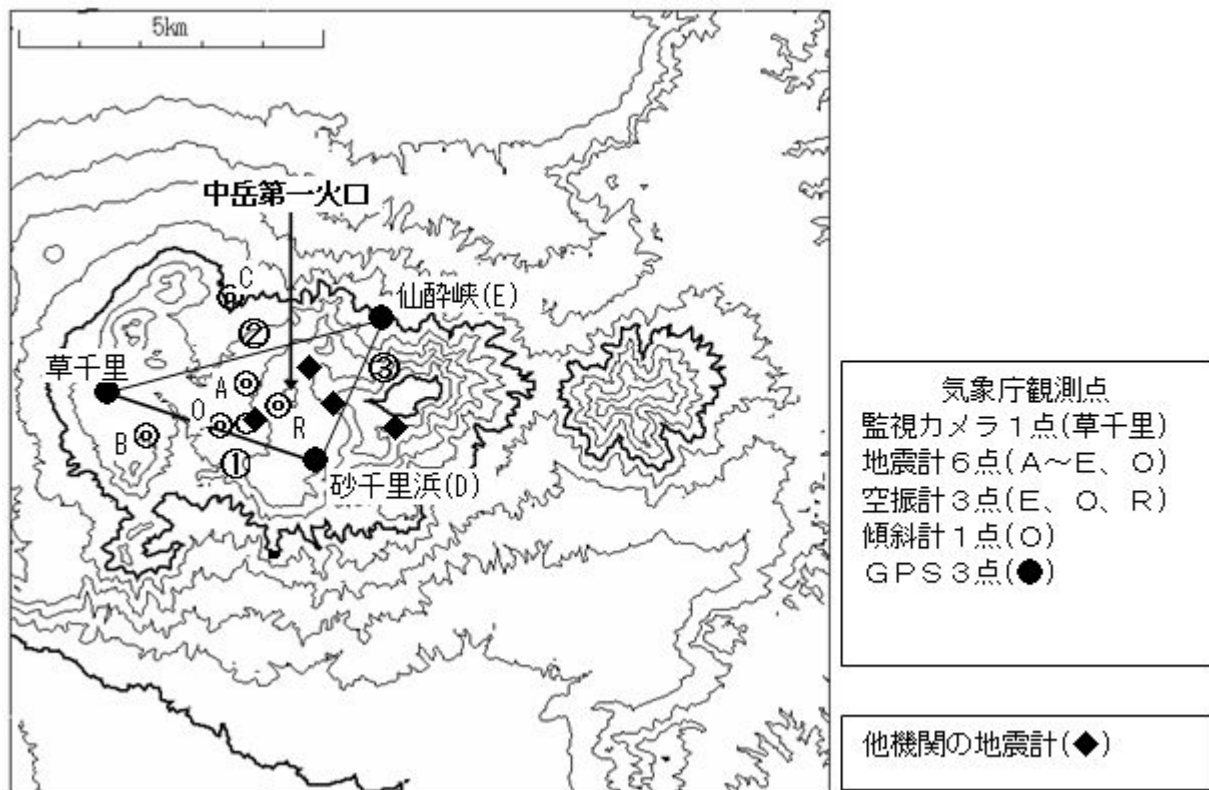 5km
中岳第一火口
C
仙酔峡(E)
②
草千里
③
A
O
R
B
①
砂千里浜(D)
気象庁観測点
監視カメラ１点(草千里)
地震計６点(Ａ～Ｅ、Ｏ)
空振計３点(Ｅ、Ｏ、Ｒ)
傾斜計１点(Ｏ)
ＧＰＳ３点(●)
他機関の地震計(◆)